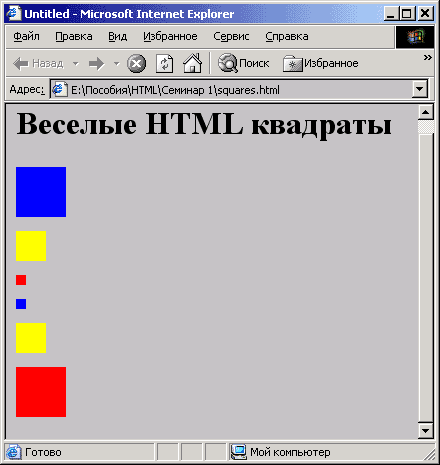 Untitled - Microsoft Internet Explorer
Файл Правка Вид Избранное Сервис Справка
Назад Поиск Избранное »
Адрес: E:\Пособия\HTML\Семинар 1\squares.html
Веселые HTML квадраты
Готово Мой компьютер